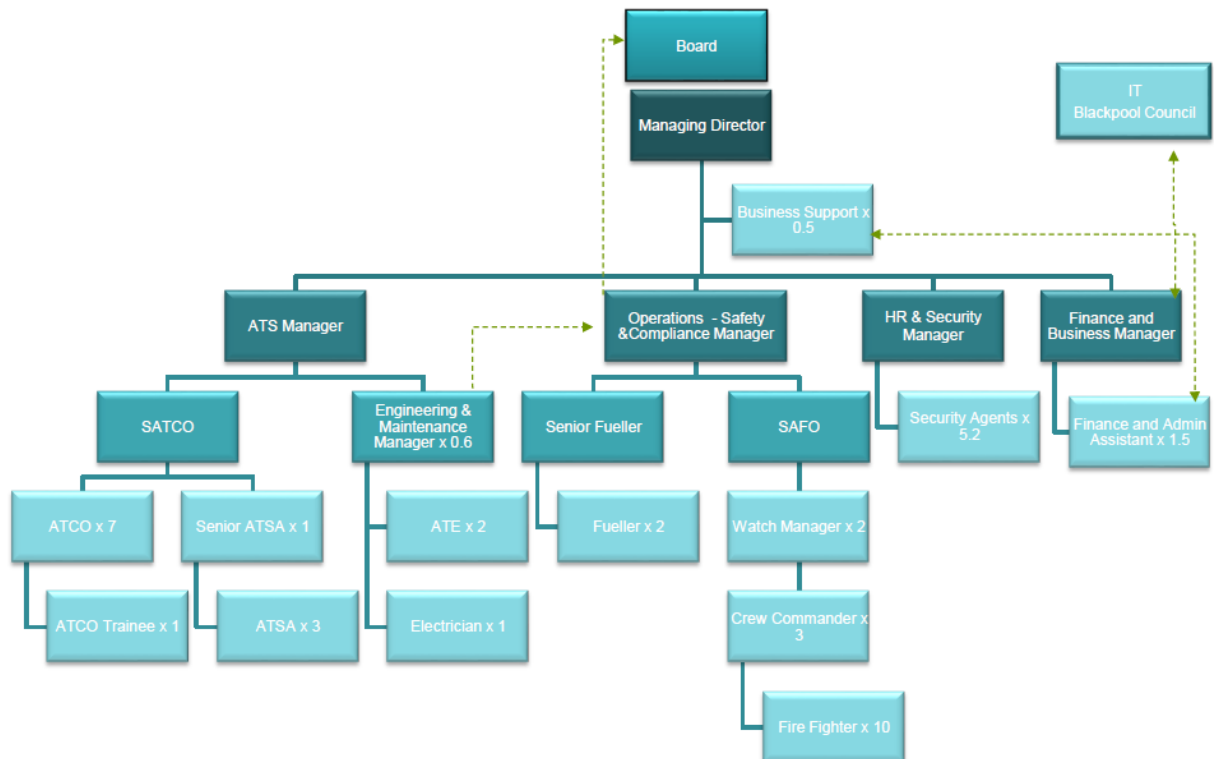 Board
IT
Blackpool Council
Managing Director
Business Support x
0.5
ATS Manager
Operations  - Safety
&Compliance Manager
HR & Security
Manager
Finance and
Business Manager
SATCO
Engineering &
Maintenance
Manager x 0.6
Senior Fueller
SAFO
Security Agents x
5.2
Finance and Admin
Assistant x 1.5
ATCO x 7
Senior ATSA x 1
ATE x 2
Fueller x 2
Watch Manager x 2
ATCO Trainee x 1
ATSA x 3
Electrician x 1
Crew Commander x
3
Fire Fighter x 10